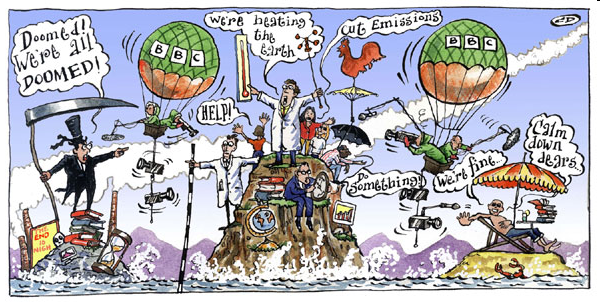 Doomed!
We're all
DOOMED!
BBC
HELP!
We're heating
the
earth
Cut Emissions
BBC
Do
something!
We're fine...
Calm
down
dears
THE
END
IS
NIGH